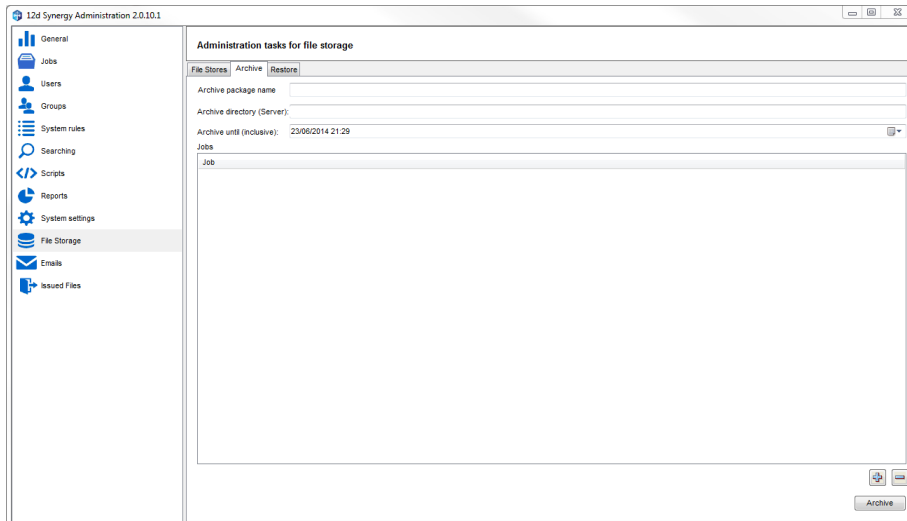 12d Synergy Administration 2.0.10.1
General
Jobs
Users
Groups
System rules
Searching
Scripts
Reports
System settings
File Storage
Emails
Issued Files
Administration tasks for file storage
File Stores Archive Restore
Archive package name
Archive directory (Server):
Archive until (inclusive): 23/06/2014 21:29
Jobs
Job
Archive